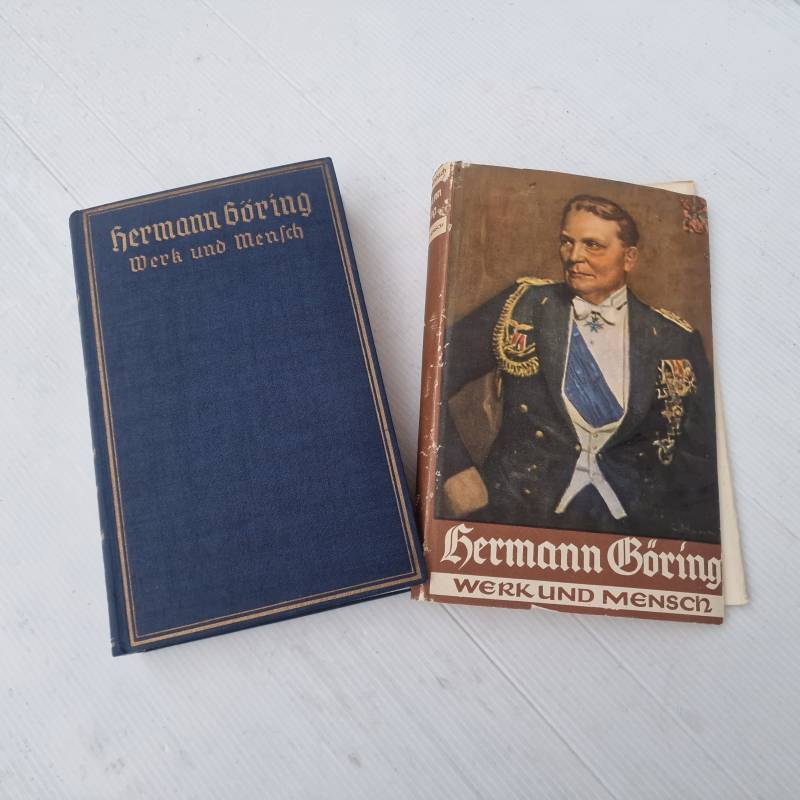 Hermann Göring
Werk und Mensch
Hermann Göring
WERK UND MENSCH